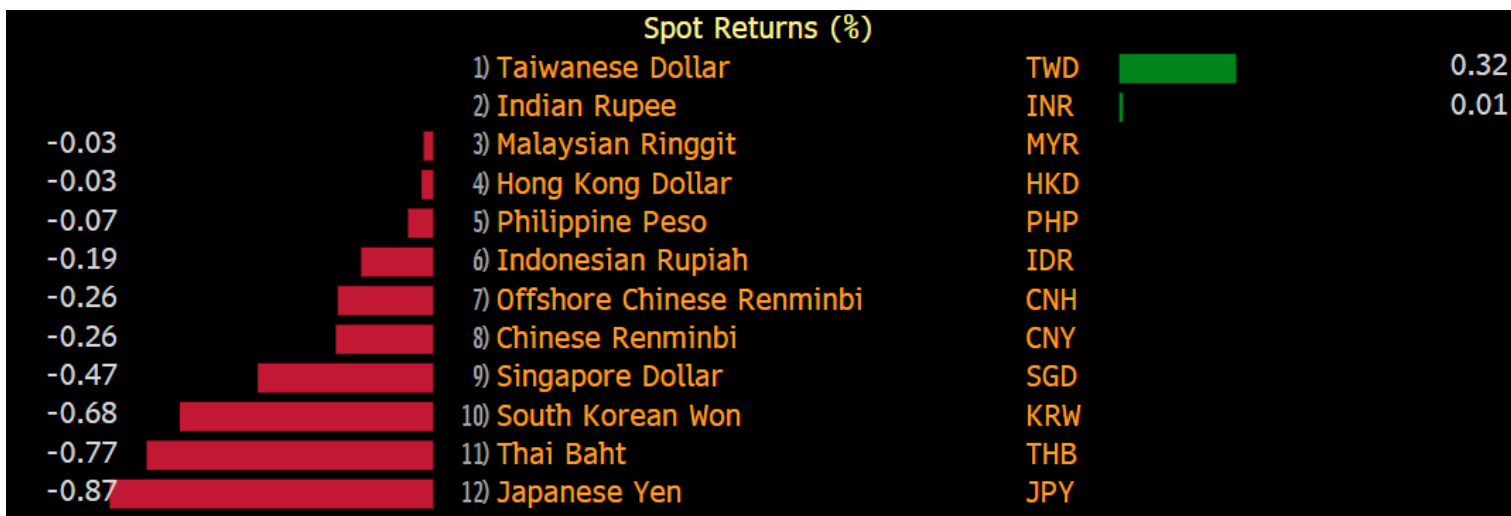 Spot Returns (%)
1) Taiwanese Dollar TWD 0.32
2) Indian Rupee INR 0.01
-0.03 3) Malaysian Ringgit MYR
-0.03 4) Hong Kong Dollar HKD
-0.07 5) Philippine Peso PHP
-0.19 6) Indonesian Rupiah IDR
-0.26 7) Offshore Chinese Renminbi CNH
-0.26 8) Chinese Renminbi CNY
-0.47 9) Singapore Dollar SGD
-0.68 10) South Korean Won KRW
-0.77 11) Thai Baht THB
-0.87 12) Japanese Yen JPY